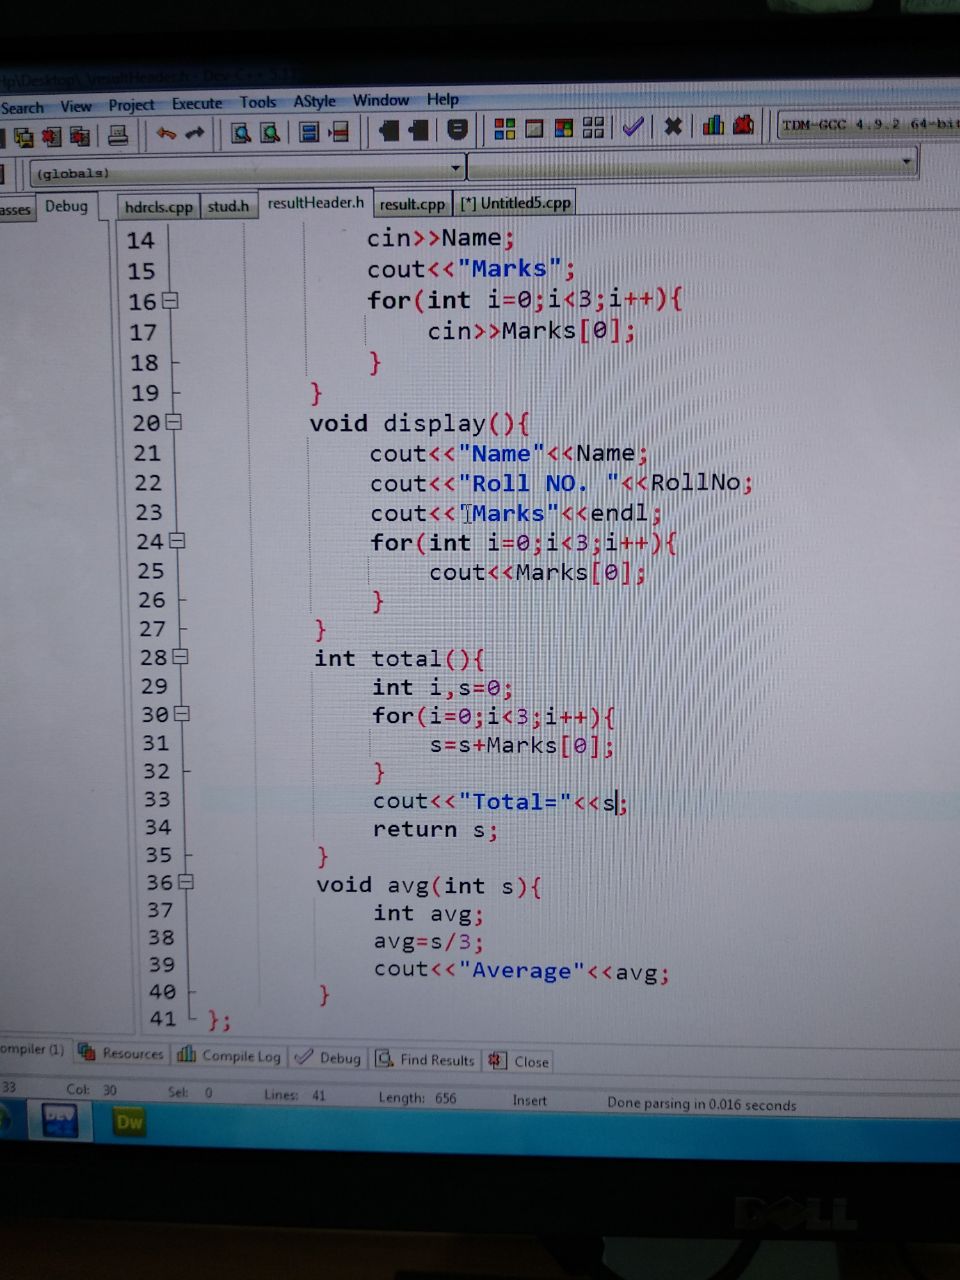 Hp\Desktop\_\resultHeader.h - Dev-C++ 5.11
Search View Project Execute Tools AStyle Window Help
TDM-GCC 4.9.2 64-bit
(globals)
asses Debug hdrcls.cpp stud.h resultHeader.h result.cpp [*] Untitled5.cpp
14 cin>>Name;
15 cout<<"Marks";
16 for(int i=0;i<3;i++){
17 cin>>Marks[0];
18 }
19 }
20 void display(){
21 cout<<"Name"<<Name;
22 cout<<"Roll NO. "<<RollNo;
23 cout<<"Marks"<<endl;
24 for(int i=0;i<3;i++){
25 cout<<Marks[0];
26 }
27 }
28 int total(){
29 int i,s=0;
30 for(i=0;i<3;i++){
31 s=s+Marks[0];
32 }
33 cout<<"Total="<<s;
34 return s;
35 }
36 void avg(int s){
37 int avg;
38 avg=s/3;
39 cout<<"Average"<<avg;
40 }
41 };
ompiler (1) Resources Compile Log Debug Find Results Close
33 Col: 30 Sel: 0 Lines: 41 Length: 656 Insert Done parsing in 0.016 seconds
DEV Dw
DELL